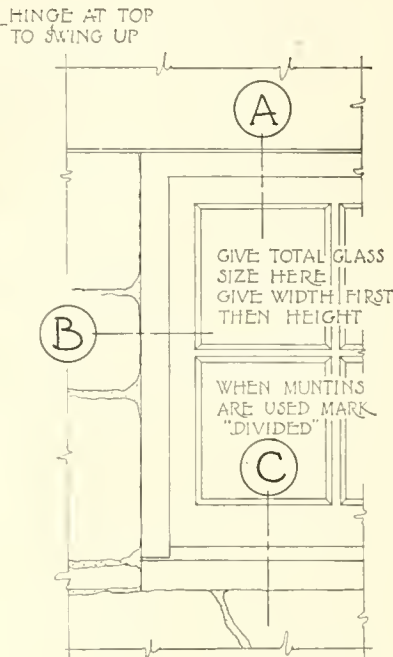 HINGE AT TOP
TO SWING UP
A
GIVE TOTAL GLASS
SIZE HERE
GIVE WIDTH FIRST
THEN HEIGHT
B
WHEN MUNTINS
ARE USED MARK
"DIVIDED"
C